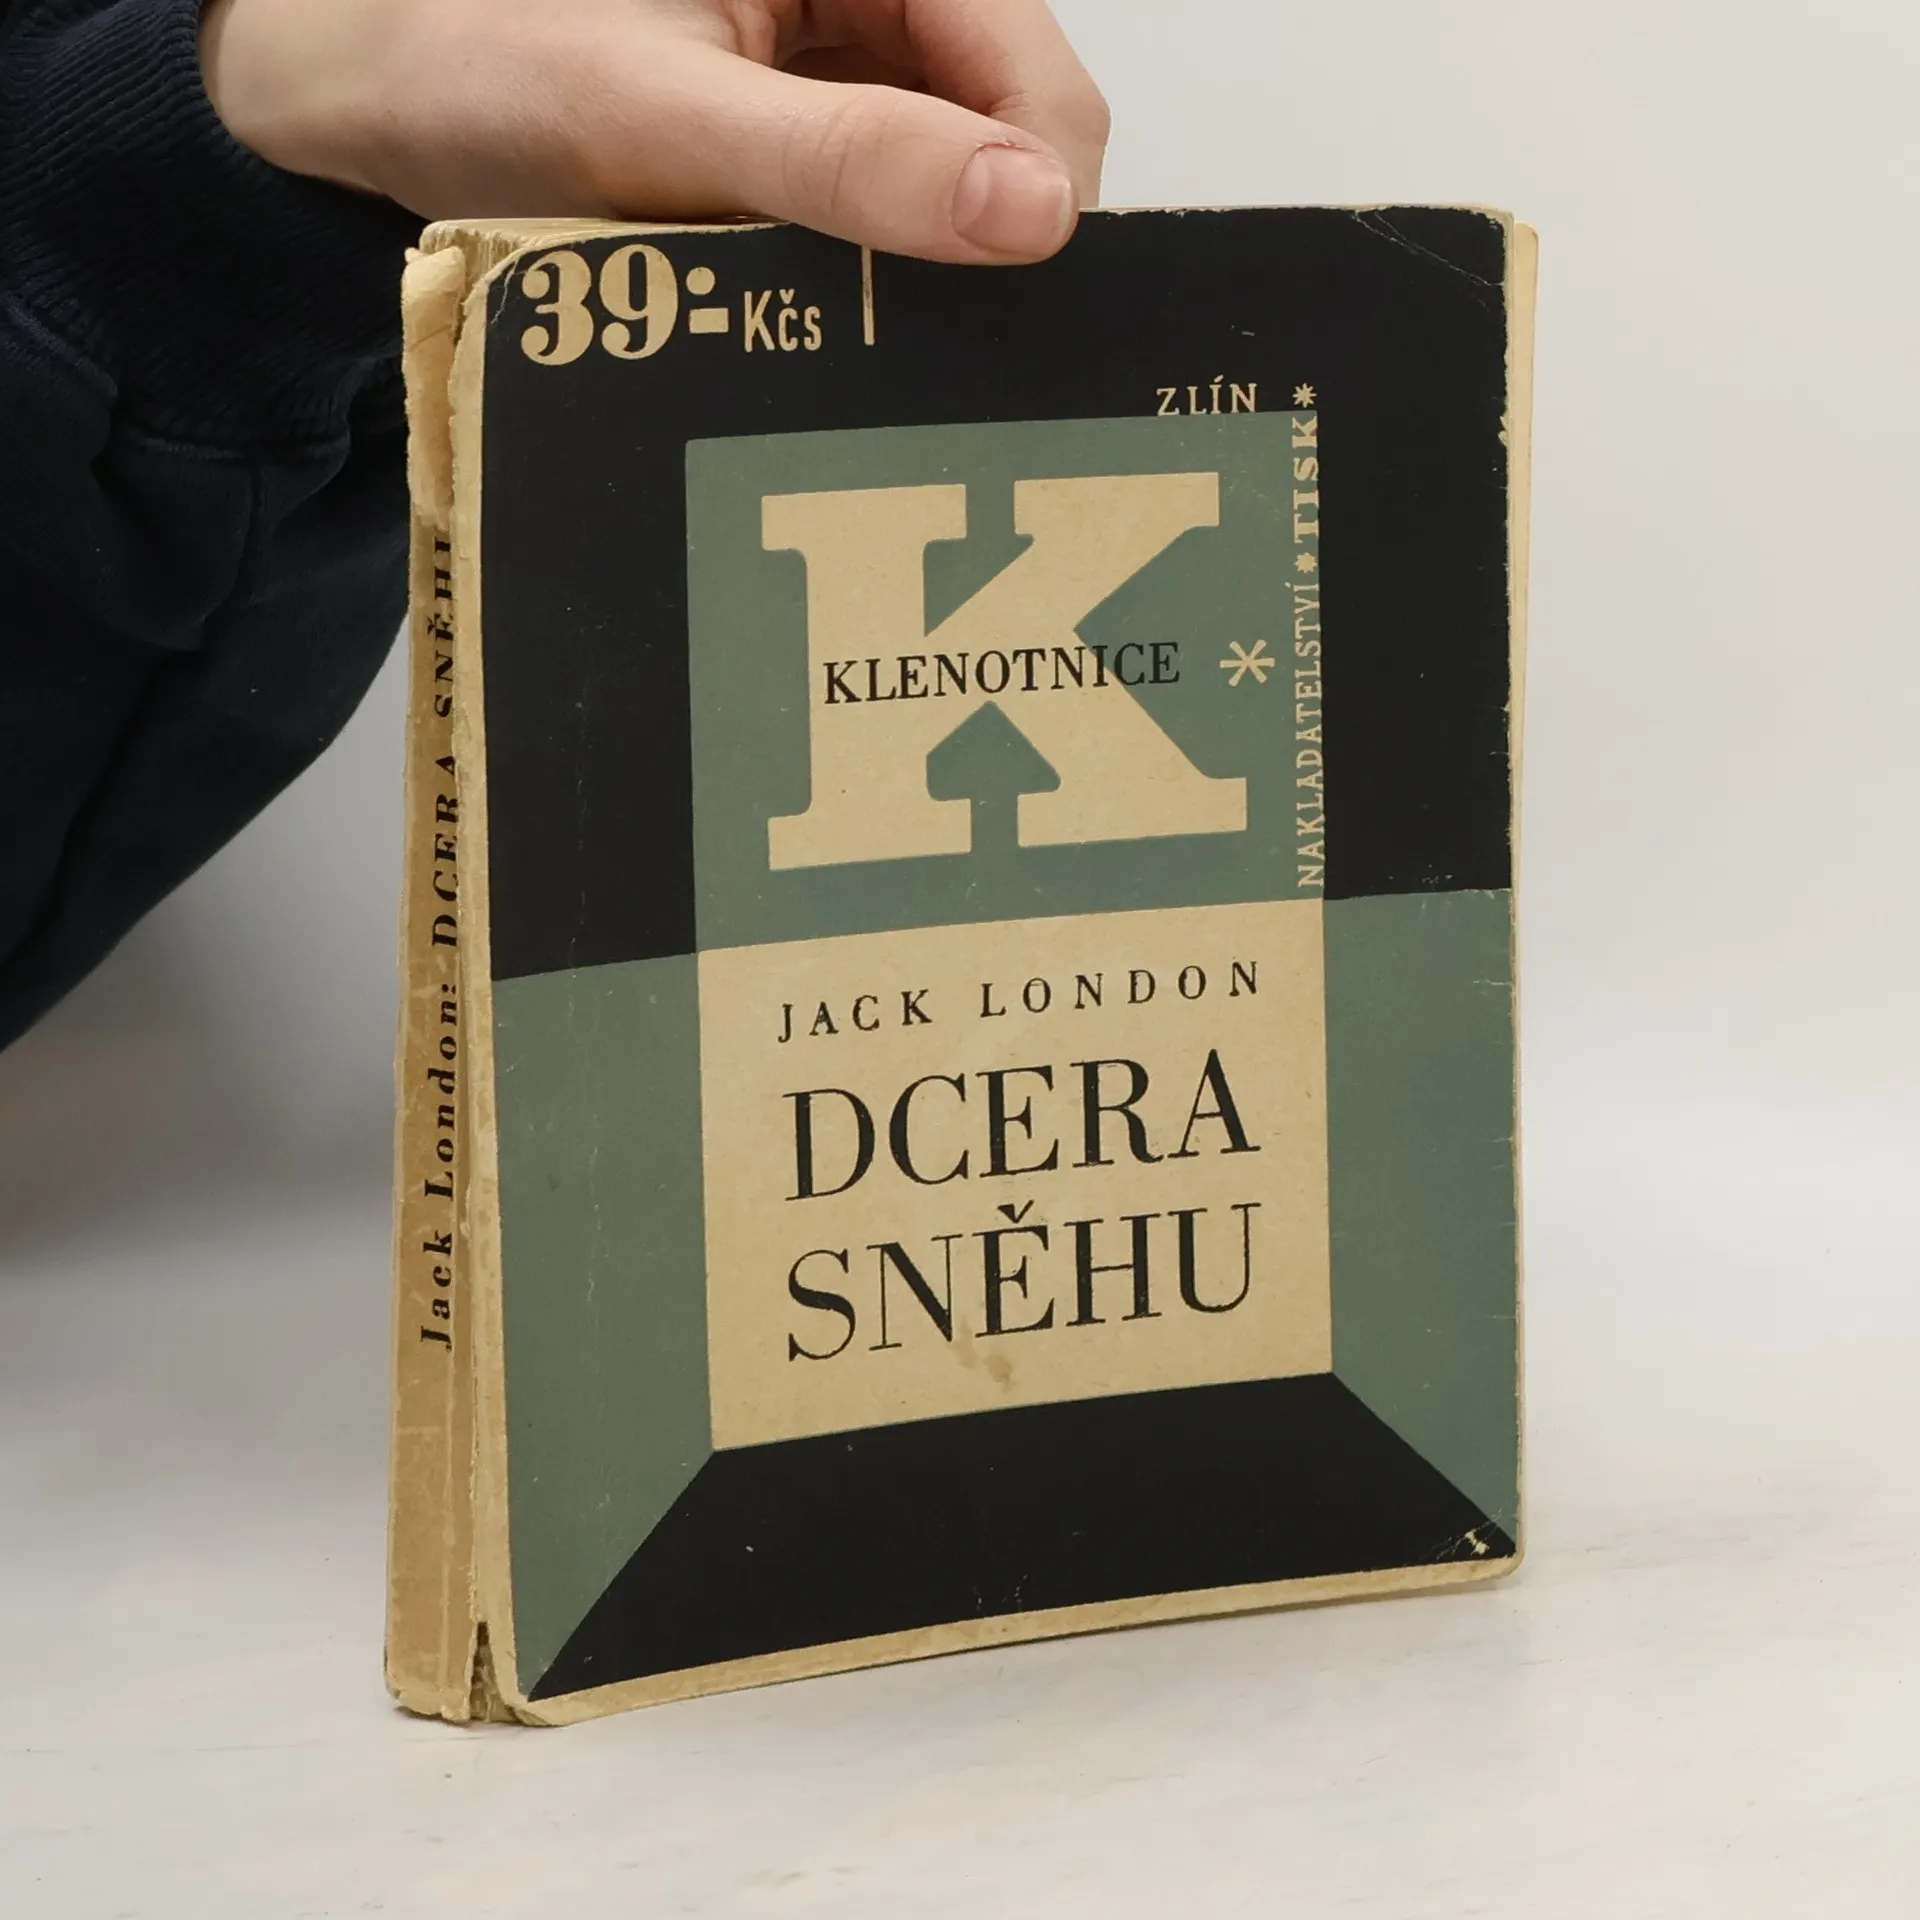 39:- Kčs
ZLÍN *
NAKLADATELSTVÍ * TISK *
K
KLENOTNICE *
JACK LONDON
DCERA
SNĚHU
Jack London: DCERA SNĚHU